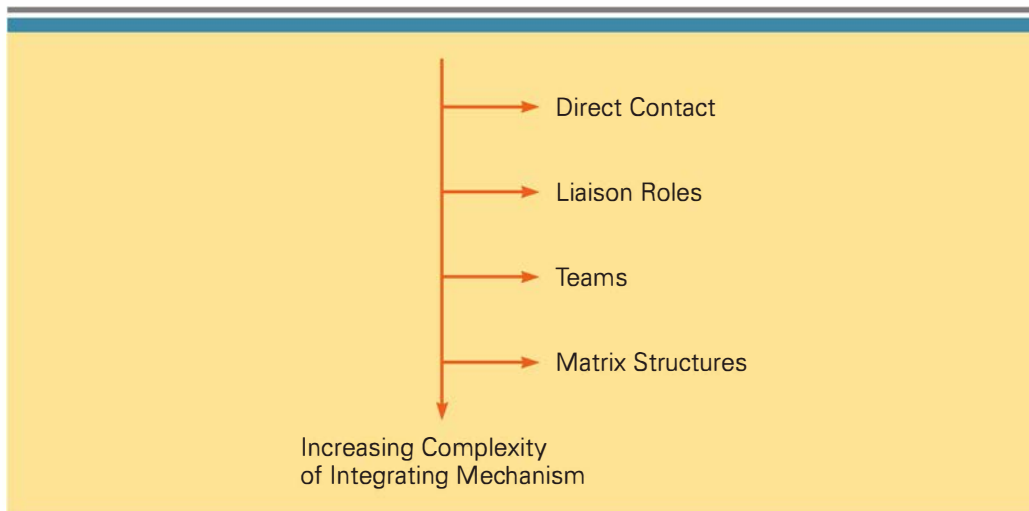 Direct Contact
Liaison Roles
Teams
Matrix Structures
Increasing Complexity
of Integrating Mechanism